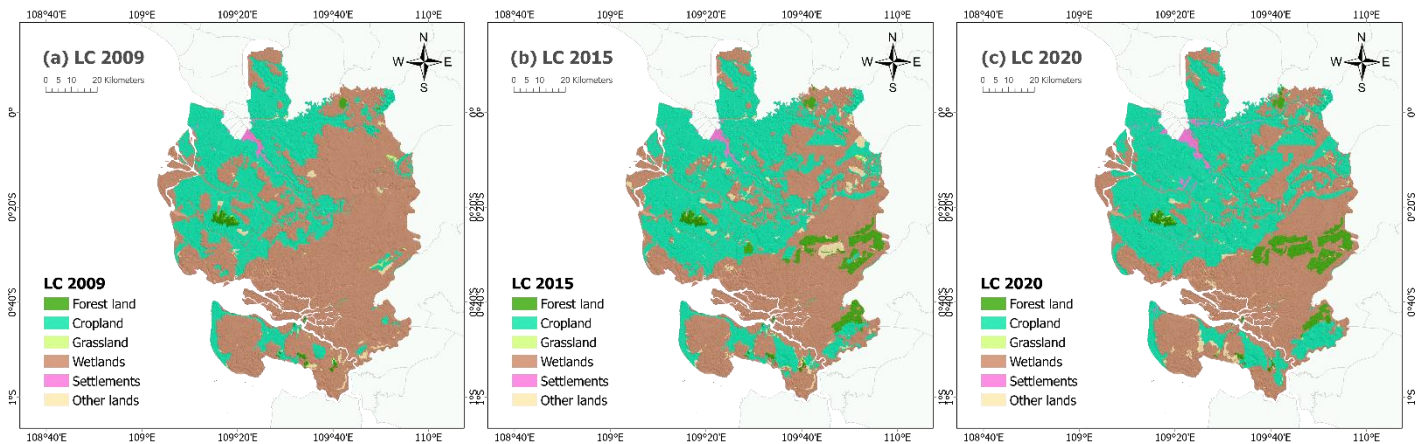 108°40'E 109°E 109°20'E 109°40'E 110°E
(a) LC 2009
N
W E
S
0 5 10 20 Kilometers
0°
0°20'S
0°40'S
1°S
LC 2009
Forest land
Cropland
Grassland
Wetlands
Settlements
Other lands
108°40'E 109°E 109°20'E 109°40'E 110°E
108°40'E 109°E 109°20'E 109°40'E 110°E
(b) LC 2015
N
W E
S
0 5 10 20 Kilometers
0°
0°20'S
0°40'S
1°S
LC 2015
Forest land
Cropland
Grassland
Wetlands
Settlements
Other lands
108°40'E 109°E 109°20'E 109°40'E 110°E
108°40'E 109°E 109°20'E 109°40'E 110°E
(c) LC 2020
N
W E
S
0 5 10 20 Kilometers
0°
0°20'S
0°40'S
1°S
LC 2020
Forest land
Cropland
Grassland
Wetlands
Settlements
Other lands
108°40'E 109°E 109°20'E 109°40'E 110°E